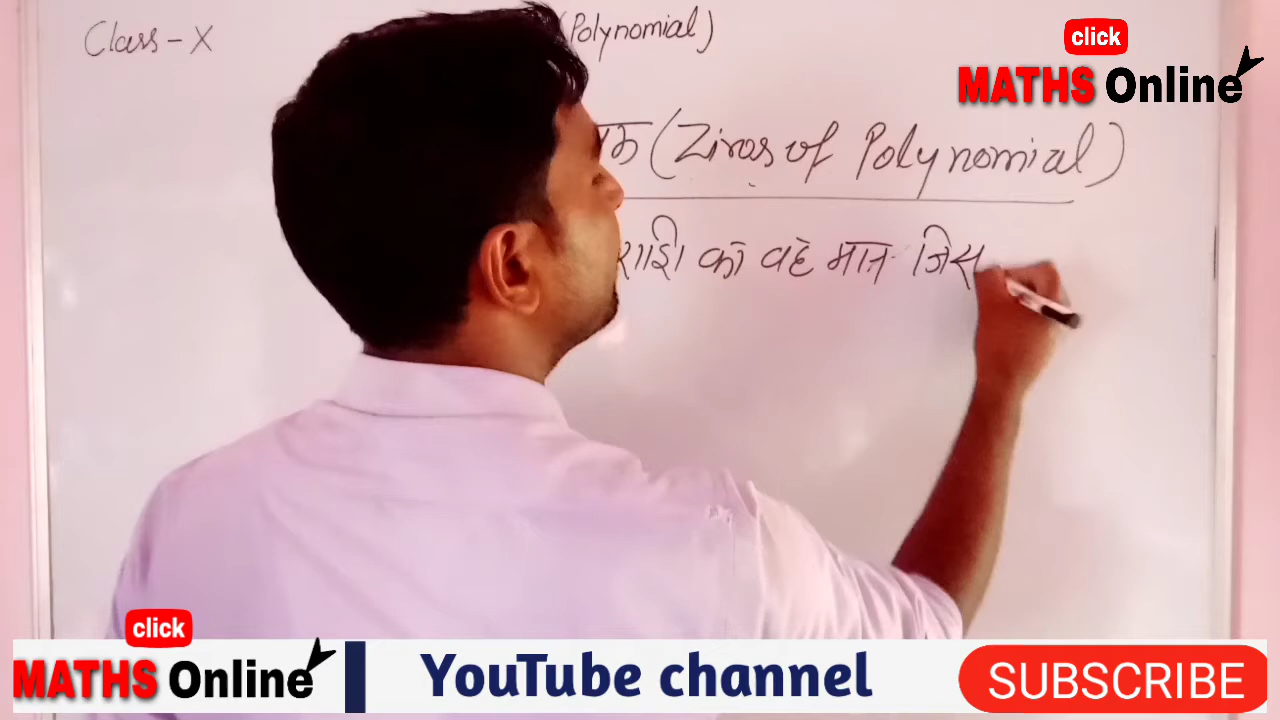 Class-X
(Polynomial)
click
MATHS Online
(Ziros of Polynomial)
राशि का वह मान जिस
click
MATHS Online
YouTube channel
SUBSCRIBE